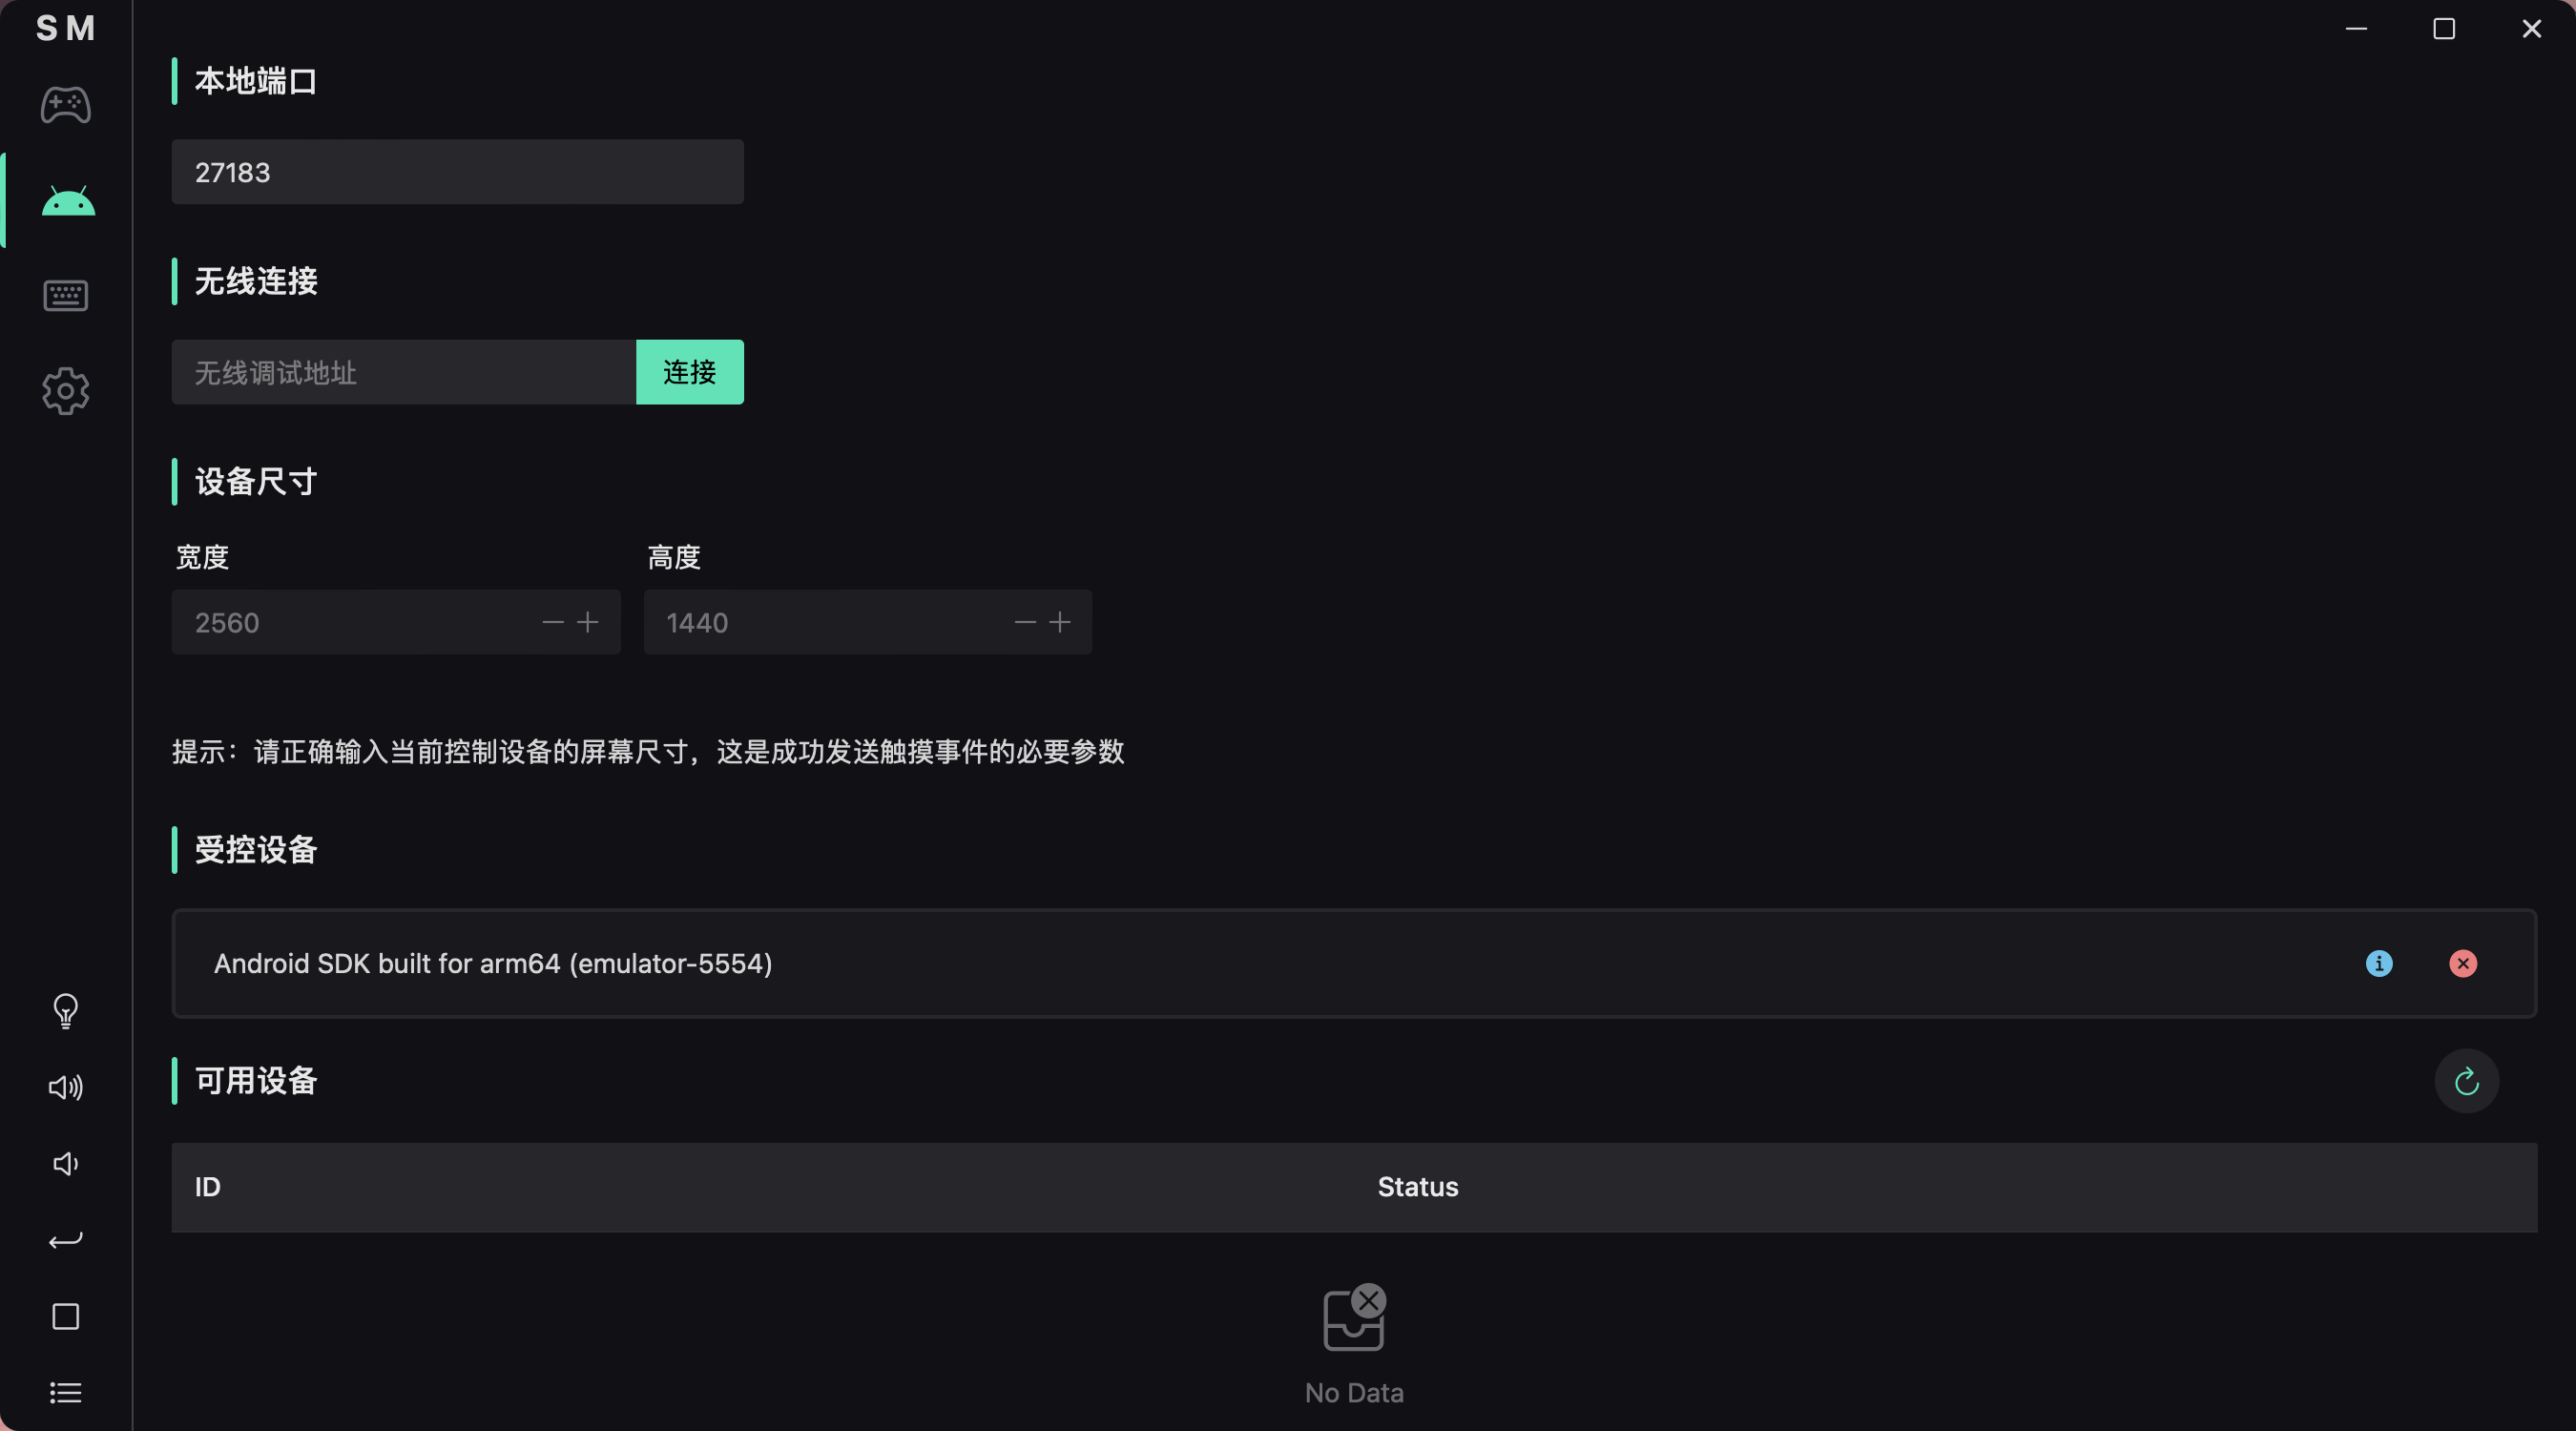 SM
本地端口
27183
无线连接
无线调试地址
连接
设备尺寸
宽度
高度
2560
1440
提示：请正确输入当前控制设备的屏幕尺寸，这是成功发送触摸事件的必要参数
受控设备
Android SDK built for arm64 (emulator-5554)
可用设备
ID
Status
No Data